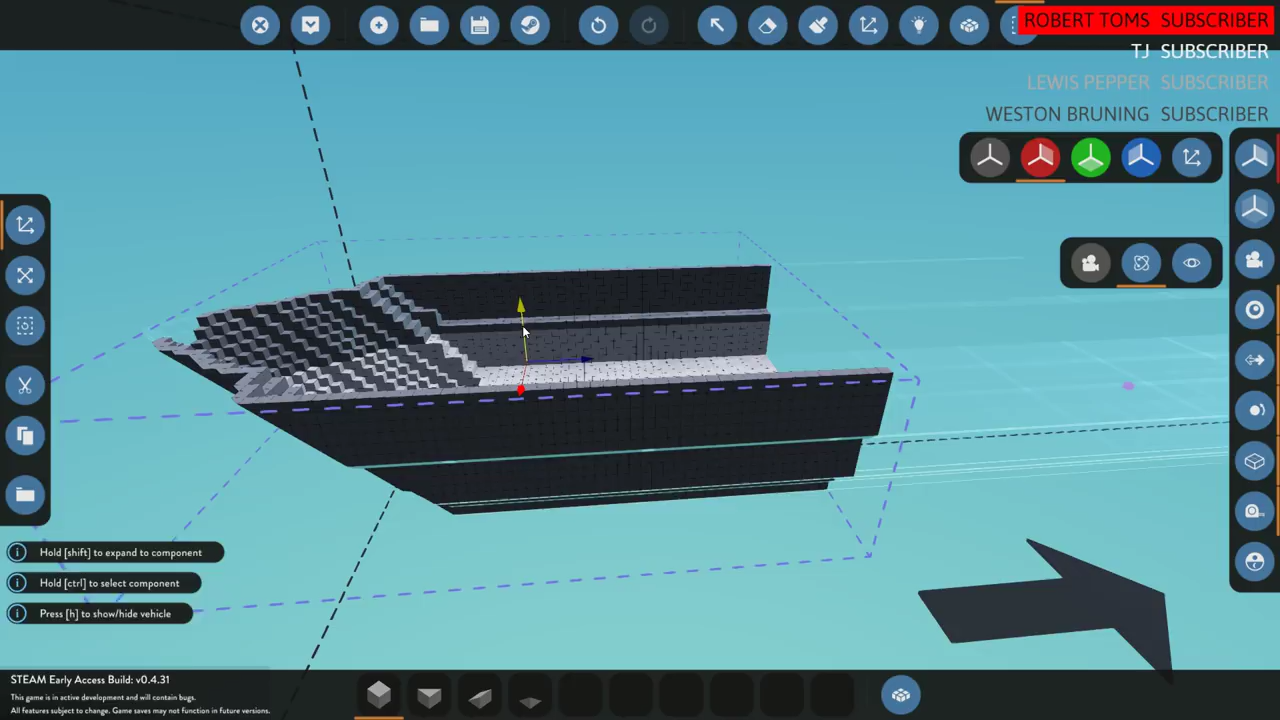 ROBERT TOMS SUBSCRIBER
TJ SUBSCRIBER
LEWIS PEPPER SUBSCRIBER
WESTON BRUNING SUBSCRIBER
Hold [shift] to expand to component
Hold [ctrl] to select component
Press [h] to show/hide vehicle
STEAM Early Access Build: v0.4.31
This game is in active development and will contain bugs.
All features subject to change. Game saves may not function in future versions.